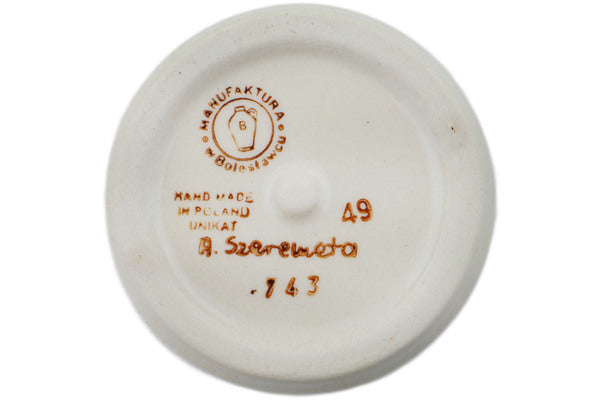 MANUFAKTURA
B
w Bolesławcu
HAND MADE
IN POLAND
UNIKAT
49
A. Szeremeta
.143